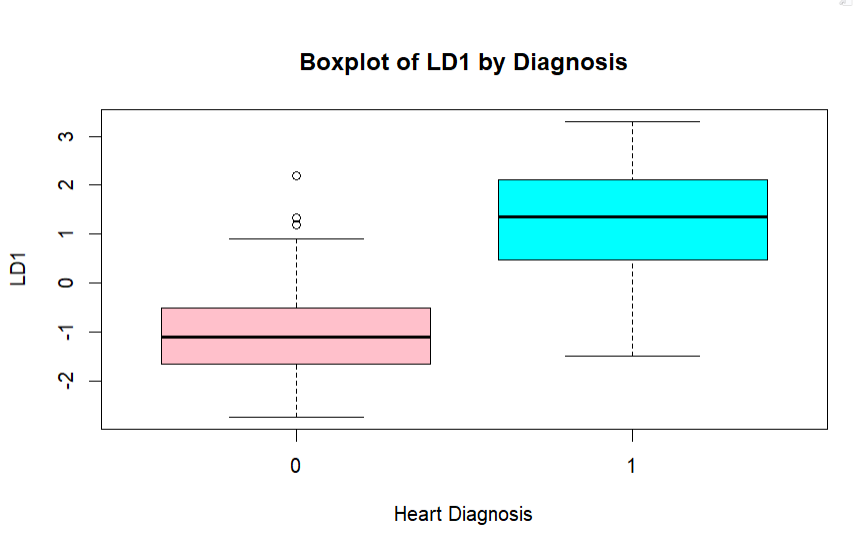 Boxplot of LD1 by Diagnosis
3
2
1
0
-1
-2
LD1
0 1
Heart Diagnosis